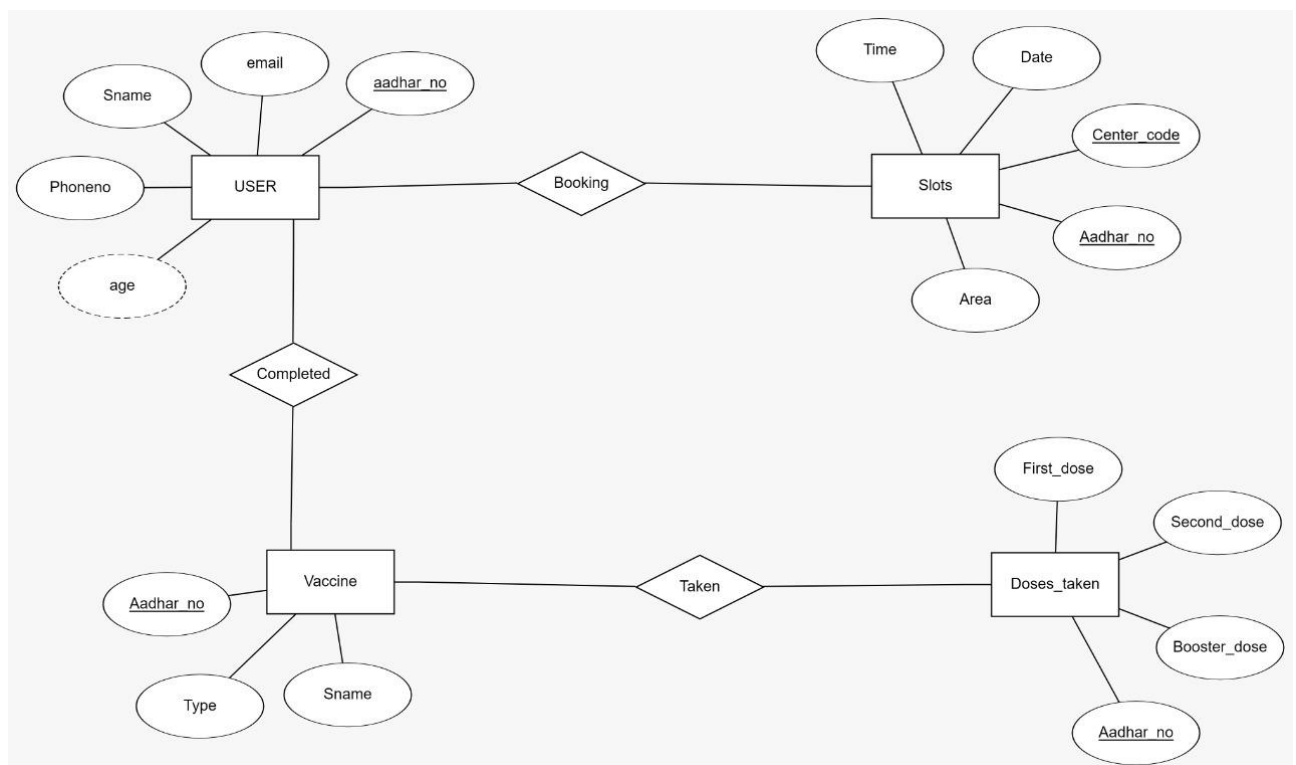 email
Sname
aadhar_no
Phoneno
USER
age
Booking
Time
Date
Center_code
Slots
Aadhar_no
Area
Completed
Vaccine
Aadhar_no
Type
Sname
Taken
First_dose
Second_dose
Doses_taken
Booster_dose
Aadhar_no